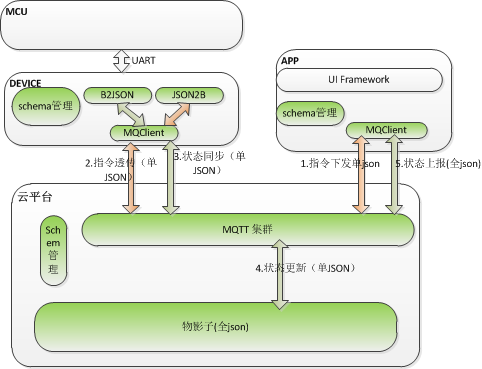 MCU
UART
DEVICE
schema管理
B2JSON
JSON2B
MQClient
APP
UI Framework
schema管理
MQClient
2.指令透传（单
JSON）
3.状态同步（单
JSON）
1.指令下发单json
5.状态上报(全json)
云平台
Sch
em
管
理
MQTT 集群
4.状态更新（单JSON）
物影子(全json)